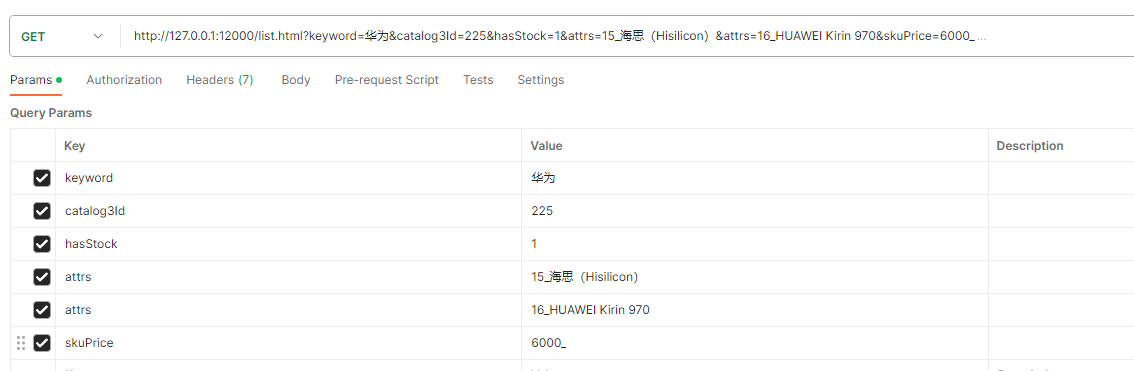 GET http://127.0.0.1:12000/list.html?keyword=华为&catalog3Id=225&hasStock=1&attrs=15_海思（Hisilicon）&attrs=16_HUAWEI Kirin 970&skuPrice=6000_ ...
Params Authorization Headers (7) Body Pre-request Script Tests Settings
Query Params
Key Value Description
keyword 华为
catalog3Id 225
hasStock 1
attrs 15_海思（Hisilicon）
attrs 16_HUAWEI Kirin 970
skuPrice 6000_